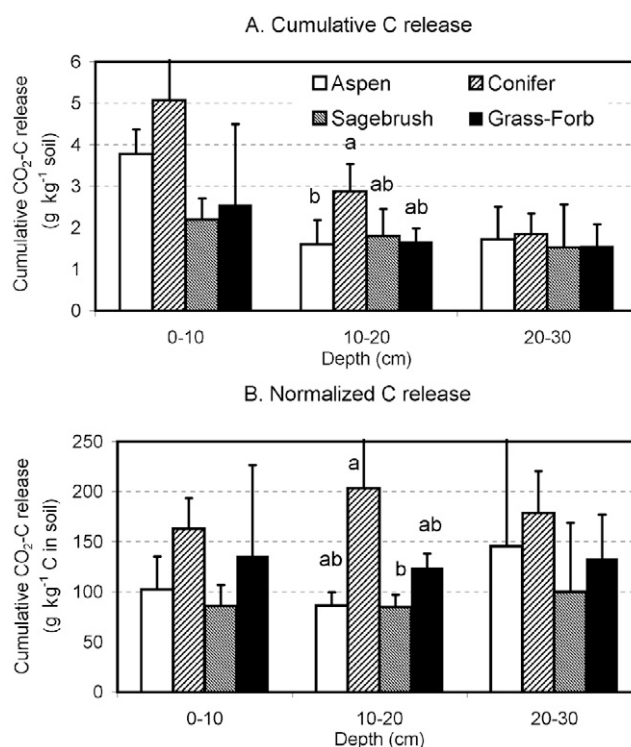 A. Cumulative C release
Cumulative CO₂-C release
(g kg⁻¹ soil)
6
5
4
3
2
1
0
Aspen
Conifer
Sagebrush
Grass-Forb
b
a
ab
ab
0-10
10-20
20-30
Depth (cm)
B. Normalized C release
Cumulative CO₂-C release
(g kg⁻¹ C in soil)
250
200
150
100
50
0
ab
a
b
ab
0-10
10-20
20-30
Depth (cm)